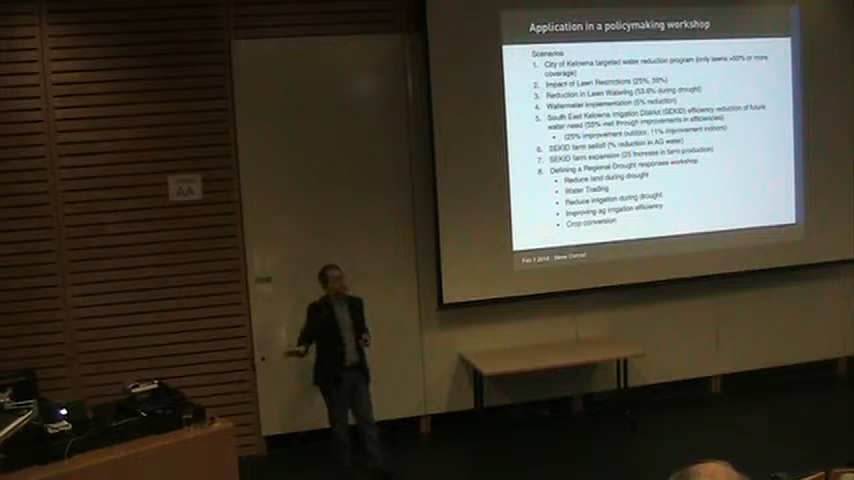 Application in a policymaking workshop
Scenarios
1. City of Kelowna targeted water reduction program (only lawns >50% or more
coverage)
2. Impact of Lawn Restrictions (25%, 50%)
3. Reduction in Lawn Watering (53.6% during drought)
4. Watermeter implementation (5% reduction)
5. South East Kelowna Irrigation District (SEKID) efficiency reduction of future
water need (55% met through improvements in efficiencies)
• (25% improvement outdoor, 11% improvement indoors)
6. SEKID farm selloff (% reduction in AG water)
7. SEKID farm expansion (25 increase in farm production)
8. Defining a Regional Drought responses workshop
• Reduce land during drought
• Water Trading
• Reduce irrigation during drought
• Improving ag irrigation efficiency
• Crop conversion
Feb 1 2014 - Steve Conrad
AA